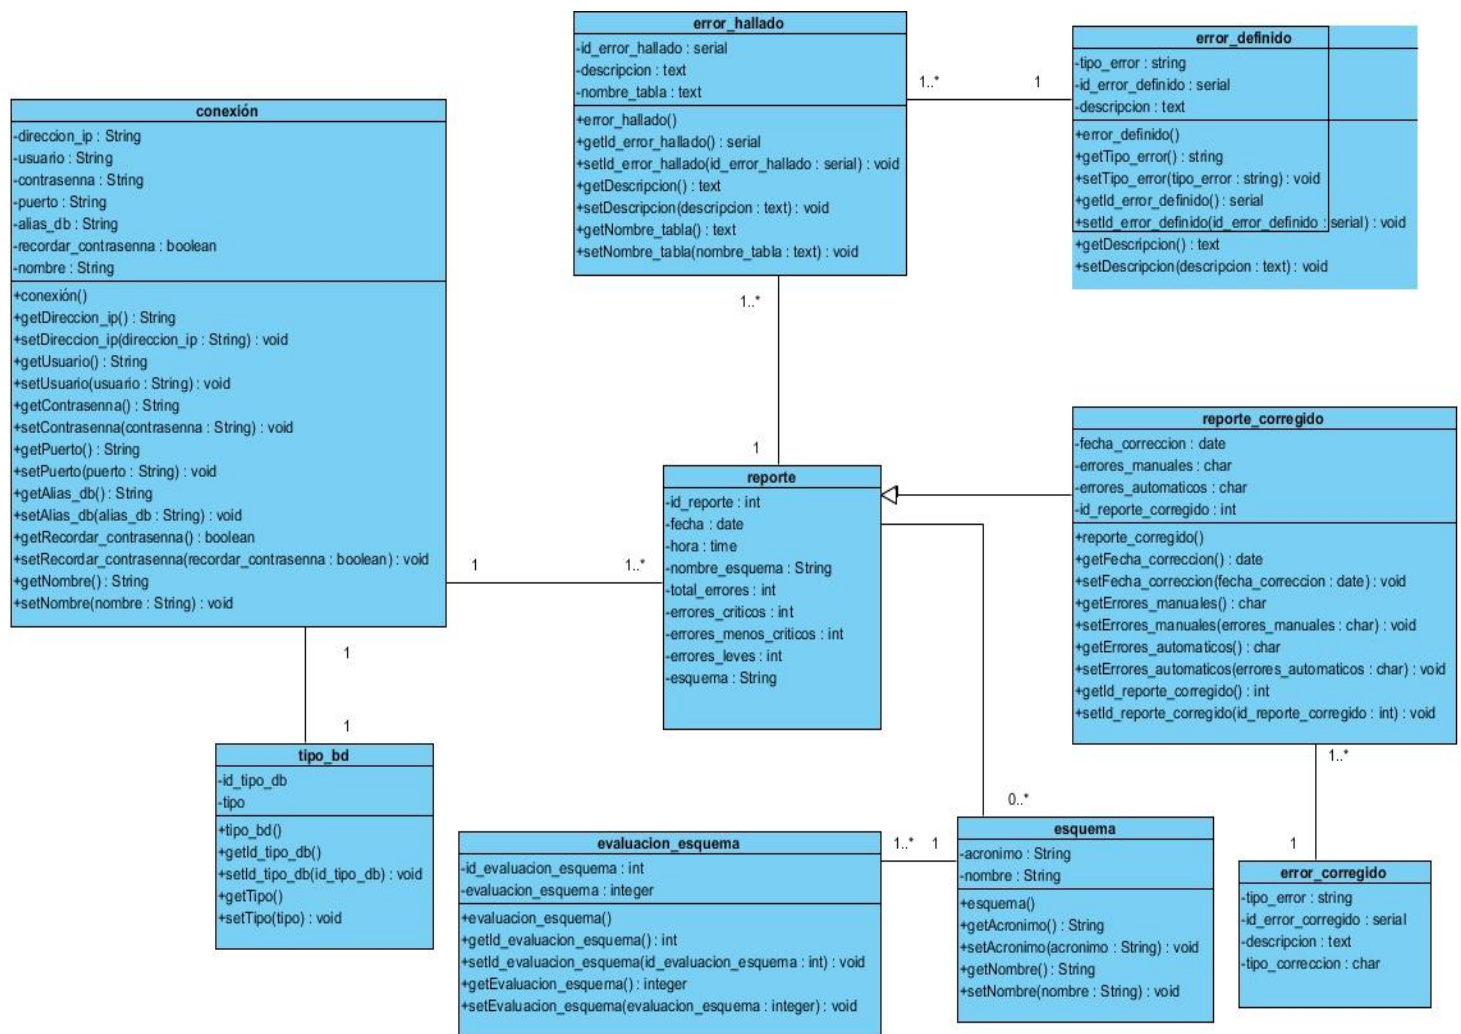 error_hallado
-id_error_hallado : serial
-descripcion : text
-nombre_tabla : text
+error_hallado()
+getId_error_hallado() : serial
+setId_error_hallado(id_error_hallado : serial) : void
+getDescripcion() : text
+setDescripcion(descripcion : text) : void
+getNombre_tabla() : text
+setNombre_tabla(nombre_tabla : text) : void
1..*
1
error_definido
-tipo_error : string
-id_error_definido : serial
-descripcion : text
+error_definido()
+getTipo_error() : string
+setTipo_error(tipo_error : string) : void
+getId_error_definido() : serial
+setId_error_definido(id_error_definido : serial) : void
+getDescripcion() : text
+setDescripcion(descripcion : text) : void
conexión
-direccion_ip : String
-usuario : String
-contrasenna : String
-puerto : String
-alias_db : String
-recordar_contrasenna : boolean
-nombre : String
+conexión()
+getDireccion_ip() : String
+setDireccion_ip(direccion_ip : String) : void
+getUsuario() : String
+setUsuario(usuario : String) : void
+getContrasenna() : String
+setContrasenna(contrasenna : String) : void
+getPuerto() : String
+setPuerto(puerto : String) : void
+getAlias_db() : String
+setAlias_db(alias_db : String) : void
+getRecordar_contrasenna() : boolean
+setRecordar_contrasenna(recordar_contrasenna : boolean) : void
+getNombre() : String
+setNombre(nombre : String) : void
1..*
1
1
1..*
reporte
-id_reporte : int
-fecha : date
-hora : time
-nombre_esquema : String
-total_errores : int
-errores_criticos : int
-errores_menos_criticos : int
-errores_leves : int
-esquema : String
reporte_corregido
-fecha_correccion : date
-errores_manuales : char
-errores_automaticos : char
-id_reporte_corregido : int
+reporte_corregido()
+getFecha_correccion() : date
+setFecha_correccion(fecha_correccion : date) : void
+getErrores_manuales() : char
+setErrores_manuales(errores_manuales : char) : void
+getErrores_automaticos() : char
+setErrores_automaticos(errores_automaticos : char) : void
+getId_reporte_corregido() : int
+setId_reporte_corregido(id_reporte_corregido : int) : void
1
1
tipo_bd
-id_tipo_db
-tipo
+tipo_bd()
+getId_tipo_db()
+setId_tipo_db(id_tipo_db) : void
+getTipo()
+setTipo(tipo) : void
evaluacion_esquema
-id_evaluacion_esquema : int
-evaluacion_esquema : integer
+evaluacion_esquema()
+getId_evaluacion_esquema() : int
+setId_evaluacion_esquema(id_evaluacion_esquema : int) : void
+getEvaluacion_esquema() : integer
+setEvaluacion_esquema(evaluacion_esquema : integer) : void
1..*
1
0..*
esquema
-acronimo : String
-nombre : String
+esquema()
+getAcronimo() : String
+setAcronimo(acronimo : String) : void
+getNombre() : String
+setNombre(nombre : String) : void
1..*
1
error_corregido
-tipo_error : string
-id_error_corregido : serial
-descripcion : text
-tipo_correccion : char